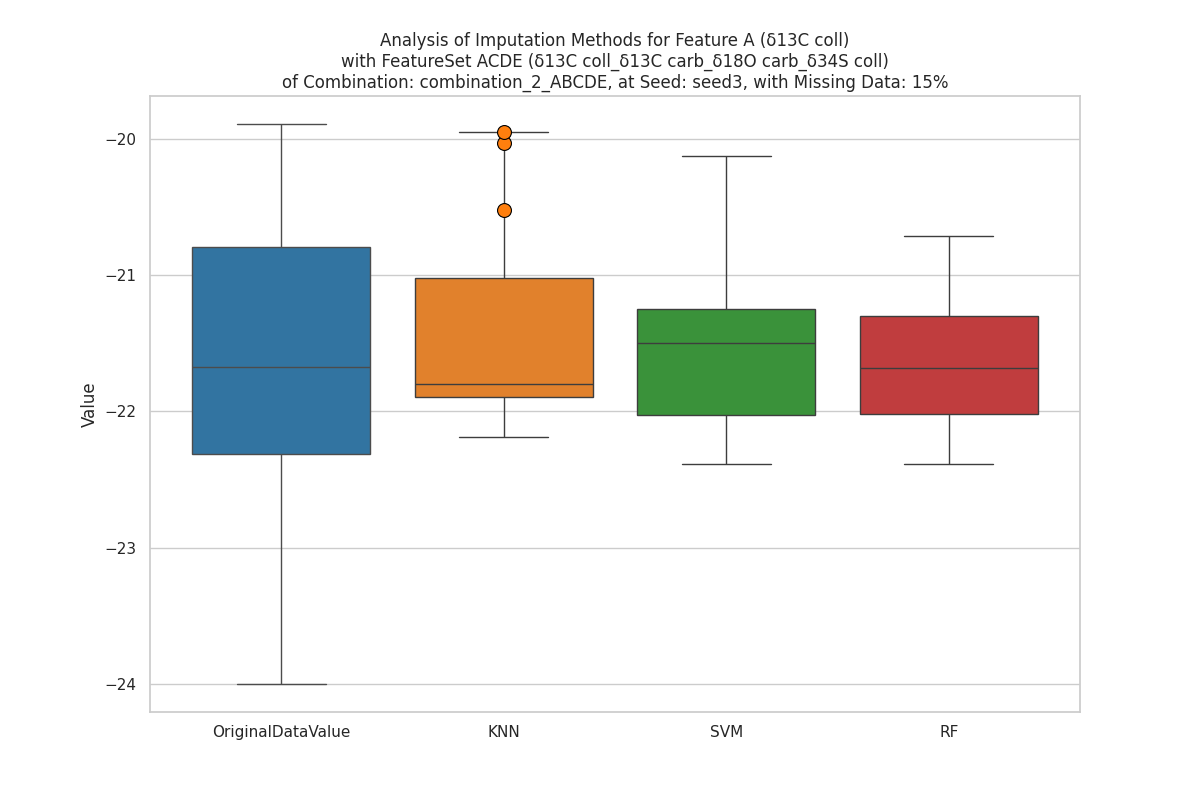 Analysis of Imputation Methods for Feature A (δ13C coll)
with FeatureSet ACDE (δ13C coll_δ13C carb_δ18O carb_δ34S coll)
of Combination: combination_2_ABCDE, at Seed: seed3, with Missing Data: 15%
Value
−20
−21
−22
−23
−24
OriginalDataValue KNN SVM RF